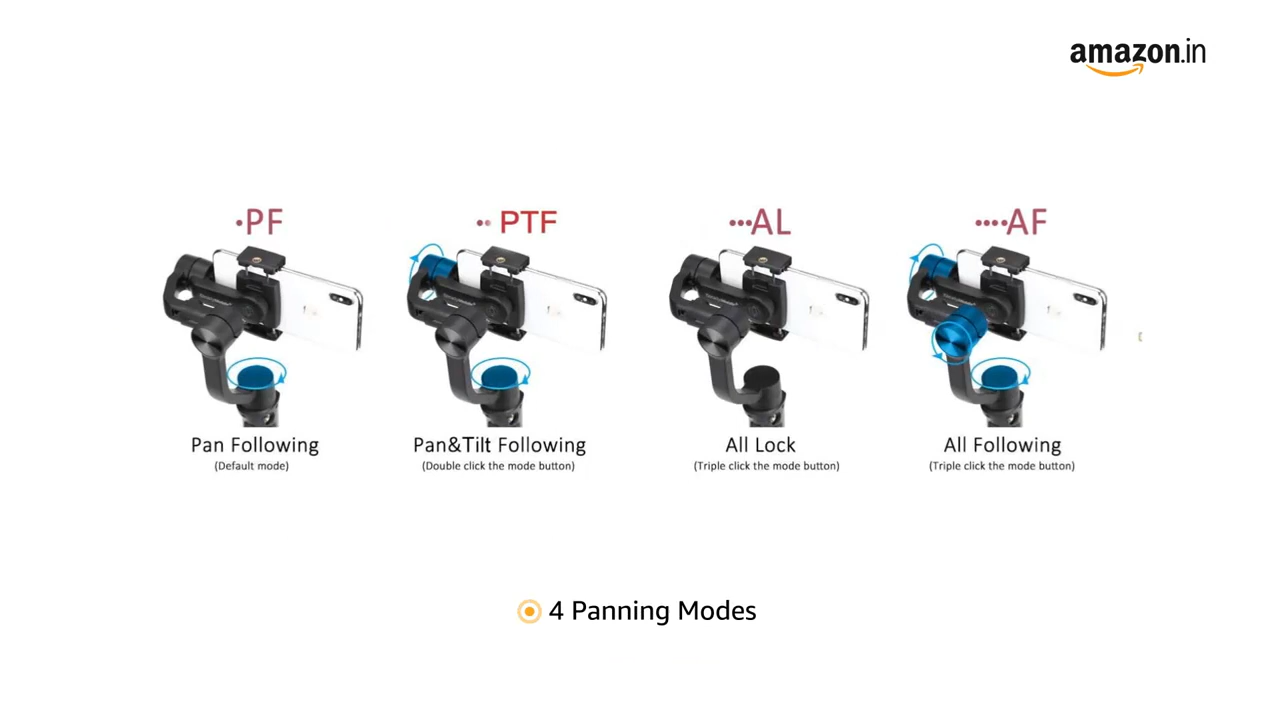 amazon.in
•PF
•• PTF
•••AL
••••AF
Pan Following
(Default mode)
Pan&Tilt Following
(Double click the mode button)
All Lock
(Triple click the mode button)
All Following
(Triple click the mode button)
4 Panning Modes